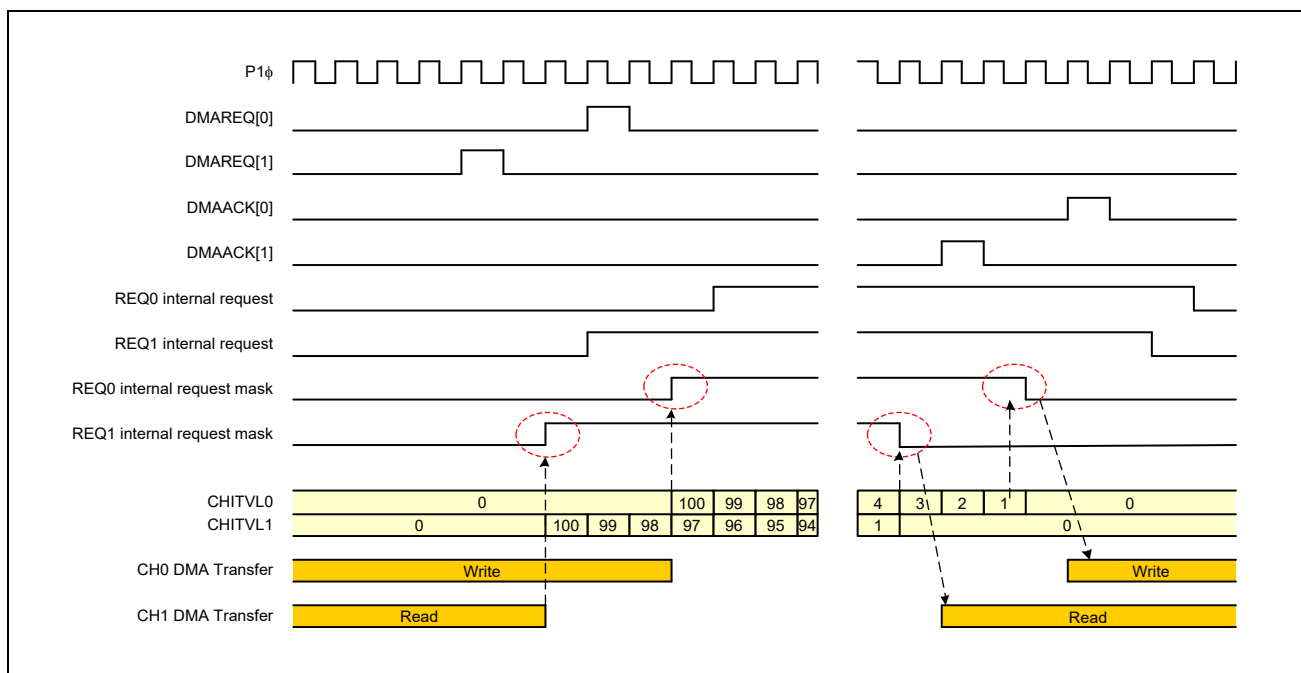 P1ϕ
DMAREQ[0]
DMAREQ[1]
DMAACK[0]
DMAACK[1]
REQ0 internal request
REQ1 internal request
REQ0 internal request mask
REQ1 internal request mask
CHITVL0 0 100 99 98 97 4 3 2 1 0
CHITVL1 0 100 99 98 97 96 95 94 1 0
CH0 DMA Transfer Write Write
CH1 DMA Transfer Read Read